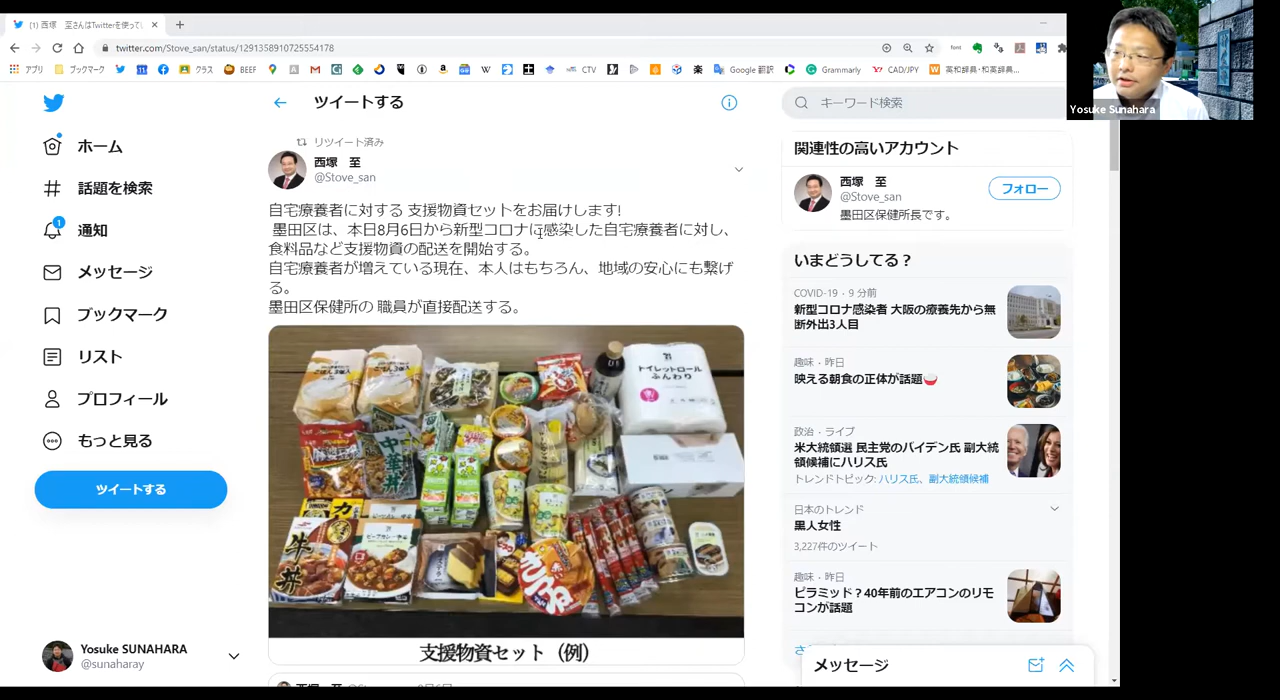 (1) 西塚 至さんはTwitterを使ってい
twitter.com/Stove_san/status/1291358910725554178
アプリ ブックマーク クラス BEEF CTV Google 翻訳 Grammarly CAD/JPY 英和辞典・和英辞典...
Yosuke Sunahara
ホーム
話題を検索
1
通知
メッセージ
ブックマーク
リスト
プロフィール
もっと見る
ツイートする
Yosuke SUNAHARA
@sunaharay
ツイートする
リツイート済み
西塚 至
@Stove_san
自宅療養者に対する 支援物資セットをお届けします!
墨田区は、本日8月6日から新型コロナに感染した自宅療養者に対し、
食料品など支援物資の配送を開始する。
自宅療養者が増えている現在、本人はもちろん、地域の安心にも繋げ
る。
墨田区保健所の 職員が直接配送する。
トイレットロール
ふんわり
中華丼
牛丼
支援物資セット（例）
キーワード検索
関連性の高いアカウント
西塚 至
@Stove_san
フォロー
墨田区保健所長です。
いまどうしてる？
COVID-19・9 分前
新型コロナ感染者 大阪の療養先から無
断外出3人目
趣味・昨日
映える朝食の正体が話題🍚
政治・ライブ
米大統領選 民主党のバイデン氏 副大統
領候補にハリス氏
トレンドトピック: ハリス氏、副大統領候補
日本のトレンド
黒人女性
3,227件のツイート
趣味・昨日
ピラミッド？40年前のエアコンのリモ
コンが話題
メッセージ